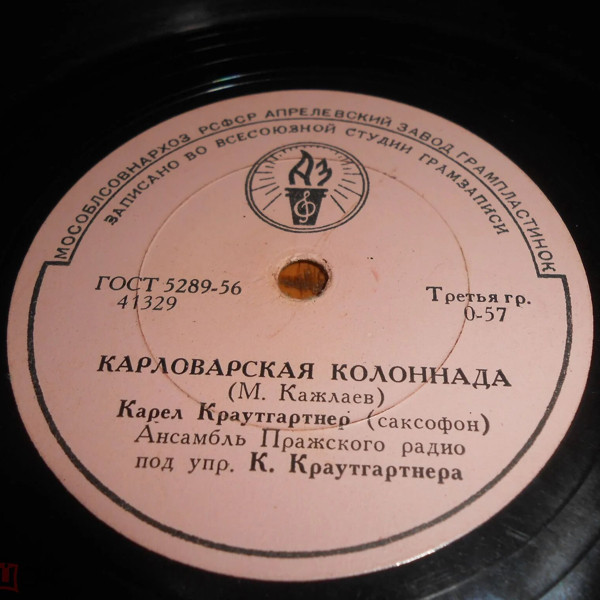 МОСОБЛСОВНАРХОЗ РСФСР АПРЕЛЕВСКИЙ ЗАВОД ГРАМПЛАСТИНОК
ЗАПИСАНО ВО ВСЕСОЮЗНОЙ СТУДИИ ГРАМЗАПИСИ
АЗ
ГОСТ 5289-56
41329
Третья гр.
0-57
КАРЛОВАРСКАЯ КОЛОННАДА
(М. Кажлаев)
Карел Краутгартнер (саксофон)
Ансамбль Пражского радио
под упр. К. Краутгартнера